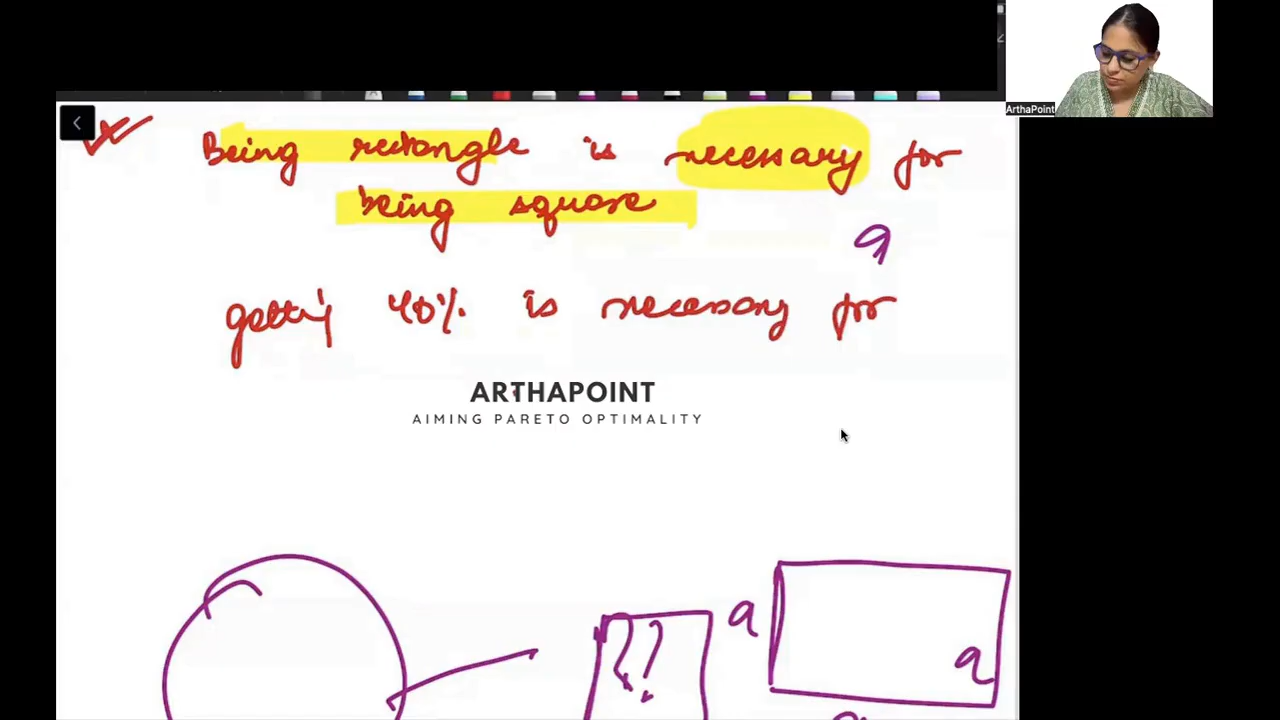 Being rectangle is necessary for
being square
q
getting 40% is necessary for
ARTHAPOINT
AIMING PARETO OPTIMALITY
??
a
a
ArthaPoint